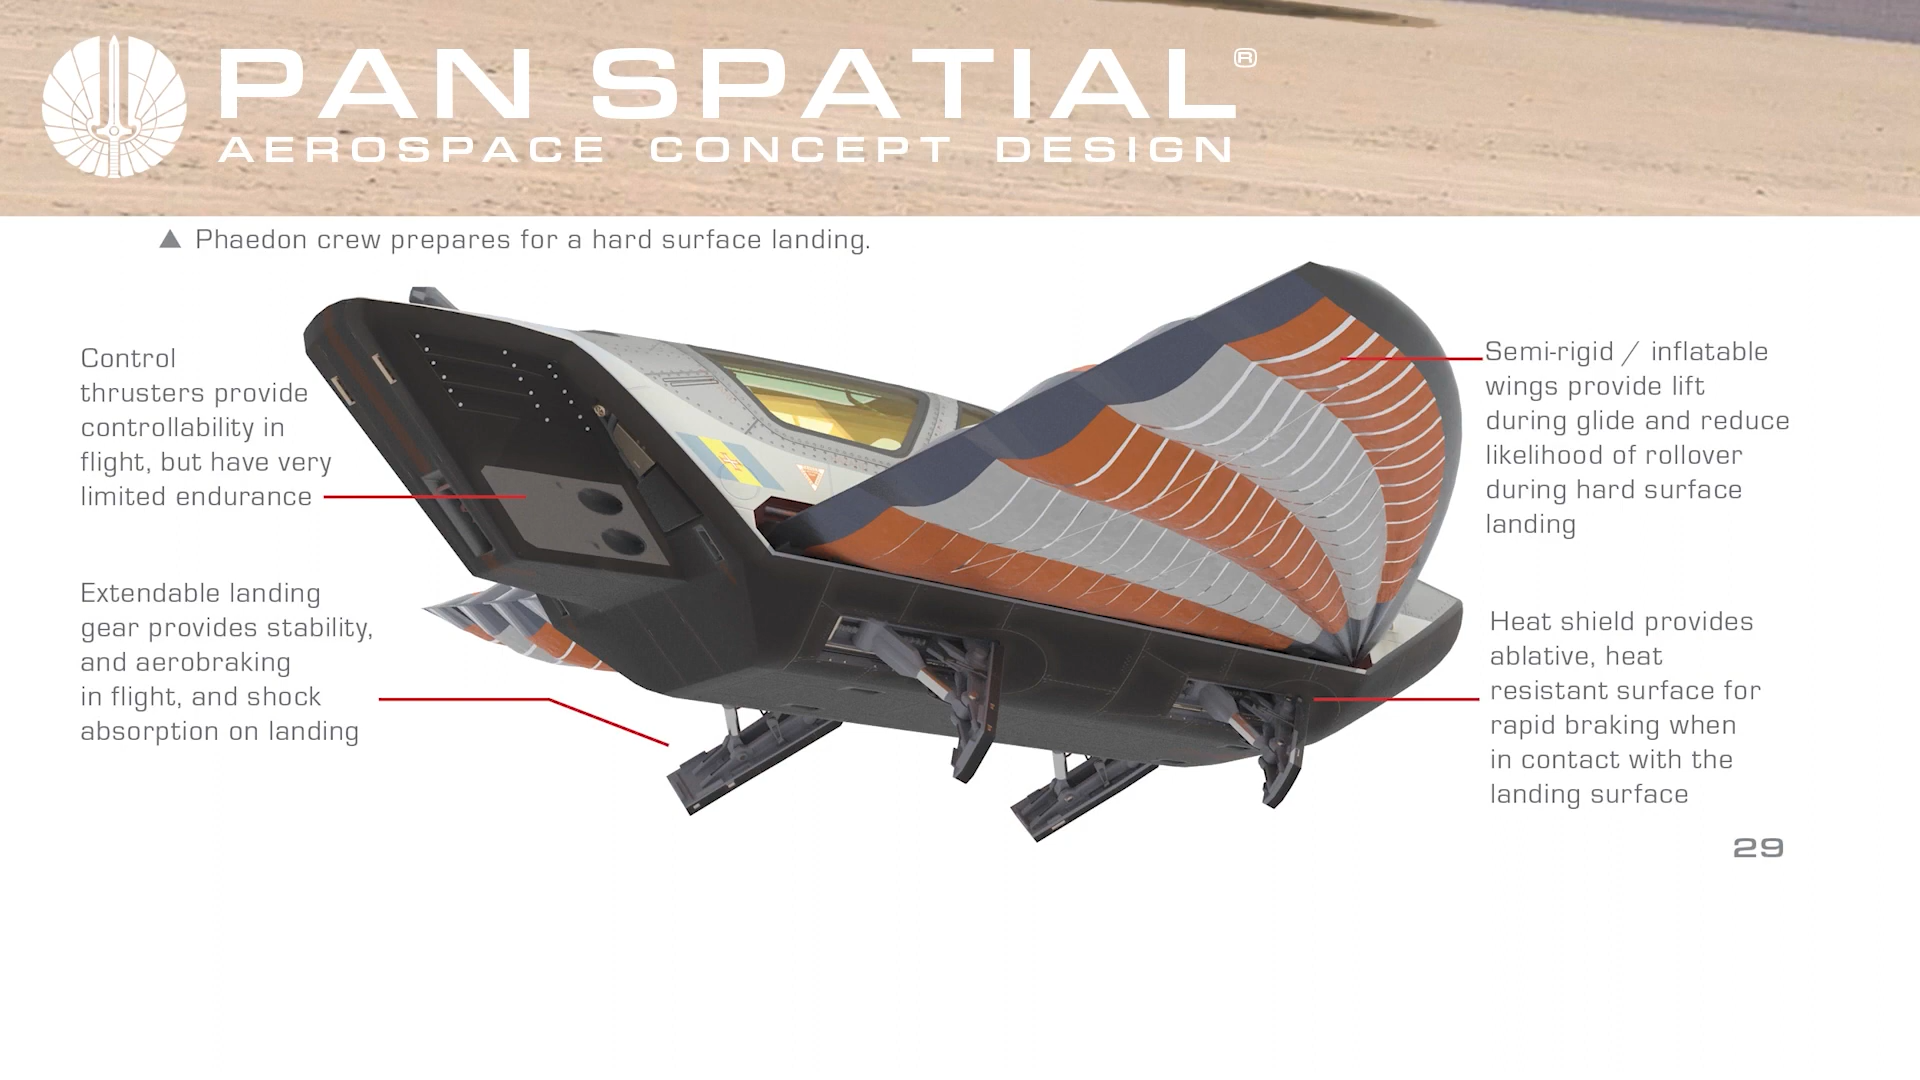 PAN SPATIAL®
AEROSPACE CONCEPT DESIGN
▲ Phaedon crew prepares for a hard surface landing.
Control
thrusters provide
controllability in
flight, but have very
limited endurance
Extendable landing
gear provides stability,
and aerobraking
in flight, and shock
absorption on landing
Semi-rigid / inflatable
wings provide lift
during glide and reduce
likelihood of rollover
during hard surface
landing
Heat shield provides
ablative, heat
resistant surface for
rapid braking when
in contact with the
landing surface
29